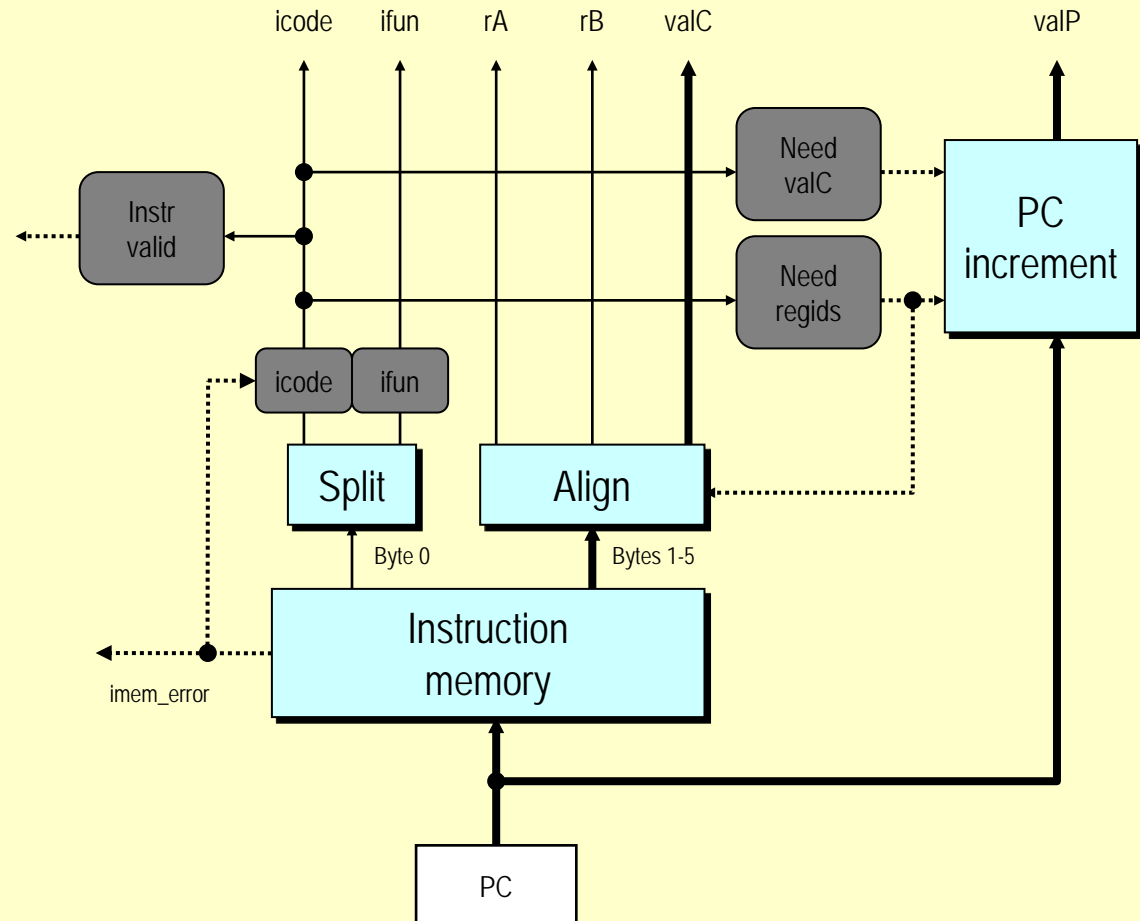 icode
ifun
rA
rB
valC
valP
Need
valC
Instr
valid
PC
increment
Need
regids
icode
ifun
Split
Align
Byte 0
Bytes 1-5
Instruction
memory
imem_error
PC